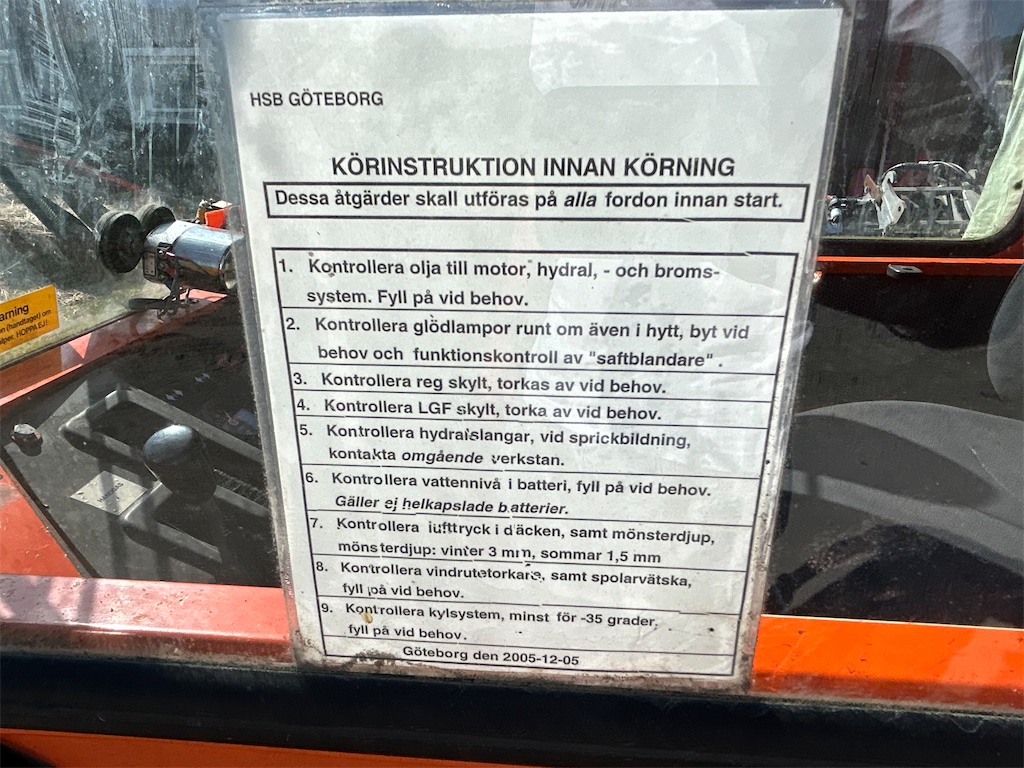 HSB GÖTEBORG
KÖRINSTRUKTION INNAN KÖRNING
Dessa åtgärder skall utföras på alla fordon innan start.
1. Kontrollera olja till motor, hydral, - och broms-
system. Fyll på vid behov.
2. Kontrollera glödlampor runt om även i hytt, byt vid
behov och funktionskontroll av "saftblandare" .
3. Kontrollera reg skylt, torkas av vid behov.
4. Kontrollera LGF skylt, torka av vid behov.
5. Kontrollera hydralslangar, vid sprickbildning,
kontakta omgående verkstan.
6. Kontrollera vattennivå i batteri, fyll på vid behov.
Gäller ej helkapslade batterier.
7. Kontrollera lufttryck i däcken, samt mönsterdjup,
mönsterdjup: vinter 3 mm, sommar 1,5 mm
8. Kontrollera vindrutetorkare, samt spolarvätska,
fyll på vid behov.
9. Kontrollera kylsystem, minst för -35 grader.
fyll på vid behov.
Göteborg den 2005-12-05
arning
n (handtaget) om
älper. HOPPA EJ!